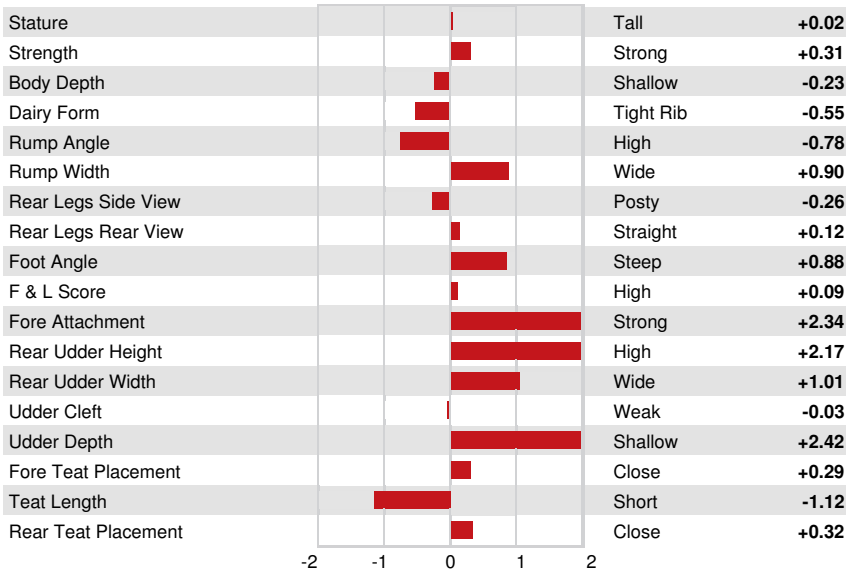 Stature Tall +0.02
Strength Strong +0.31
Body Depth Shallow -0.23
Dairy Form Tight Rib -0.55
Rump Angle High -0.78
Rump Width Wide +0.90
Rear Legs Side View Posty -0.26
Rear Legs Rear View Straight +0.12
Foot Angle Steep +0.88
F & L Score High +0.09
Fore Attachment Strong +2.34
Rear Udder Height High +2.17
Rear Udder Width Wide +1.01
Udder Cleft Weak -0.03
Udder Depth Shallow +2.42
Fore Teat Placement Close +0.29
Teat Length Short -1.12
Rear Teat Placement Close +0.32
-2 -1 0 1 2